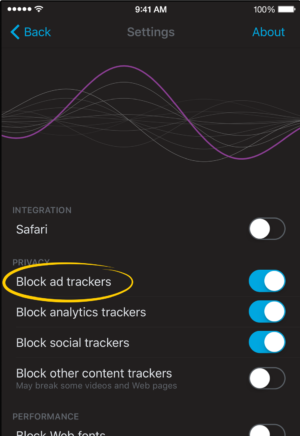 9:41 AM 100%
Back Settings About
INTEGRATION
Safari
PRIVACY
Block ad trackers
Block analytics trackers
Block social trackers
Block other content trackers
May break some videos and Web pages
PERFORMANCE
Block Web fonts